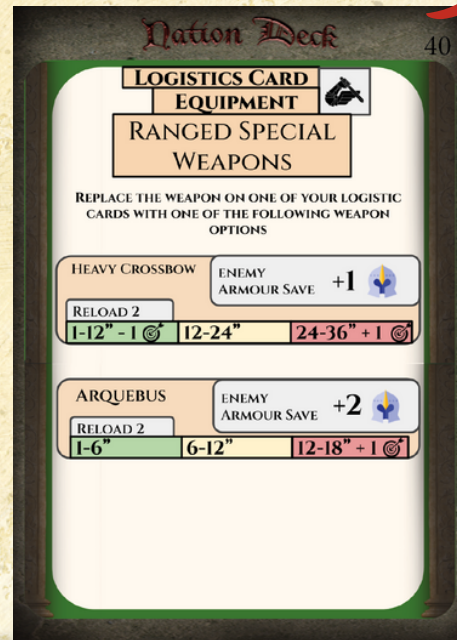 Nation Deck
40
LOGISTICS CARD
EQUIPMENT
RANGED SPECIAL
WEAPONS
REPLACE THE WEAPON ON ONE OF YOUR LOGISTIC
CARDS WITH ONE OF THE FOLLOWING WEAPON
OPTIONS
HEAVY CROSSBOW
ENEMY
ARMOUR SAVE +1
RELOAD 2
1-12” - 1 12-24” 24-36” + 1
ARQUEBUS
ENEMY
ARMOUR SAVE +2
RELOAD 2
1-6” 6-12” 12-18” + 1